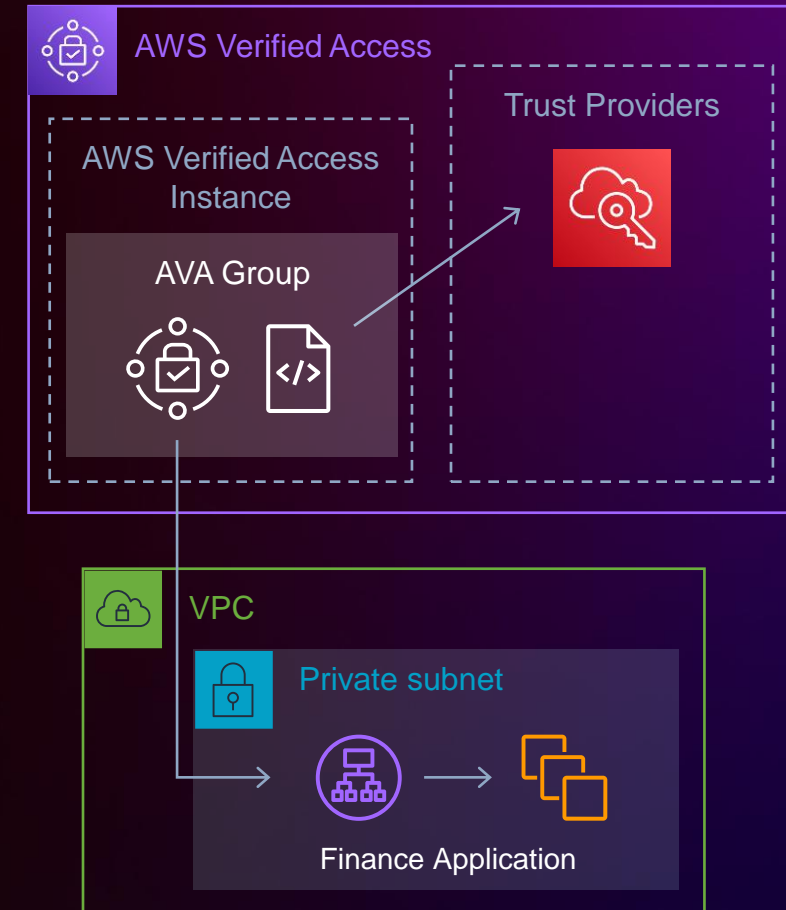 AWS Verified Access
Trust Providers
AWS Verified Access
Instance
AVA Group
</>
VPC
Private subnet
Finance Application